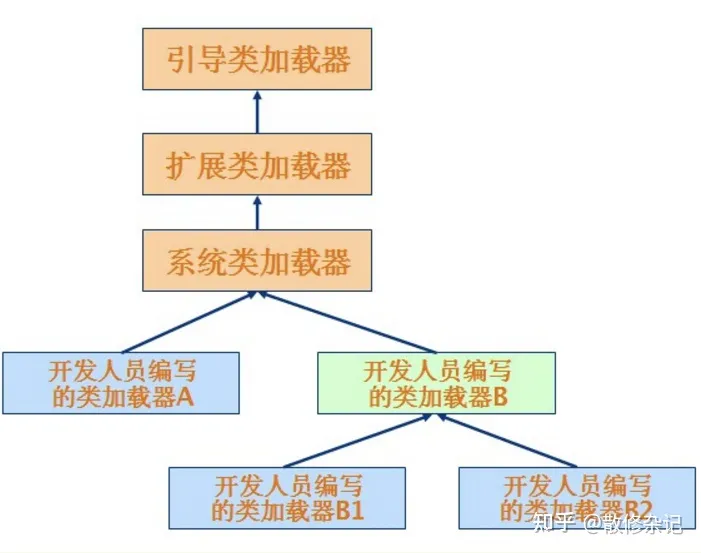 引导类加载器
扩展类加载器
系统类加载器
开发人员编写
的类加载器A
开发人员编写
的类加载器B
开发人员编写
的类加载器B1
开发人员编写
的类加载器B2
知乎 @散修杂记